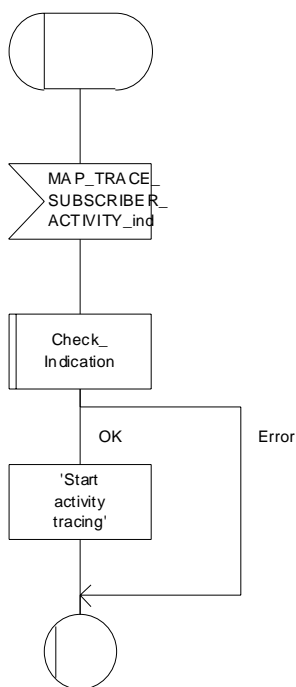 MAP_TRACE_
SUBSCRIBER_
ACTIVITY_ind
Check_
Indication
OK
Error
'Start
activity
tracing'